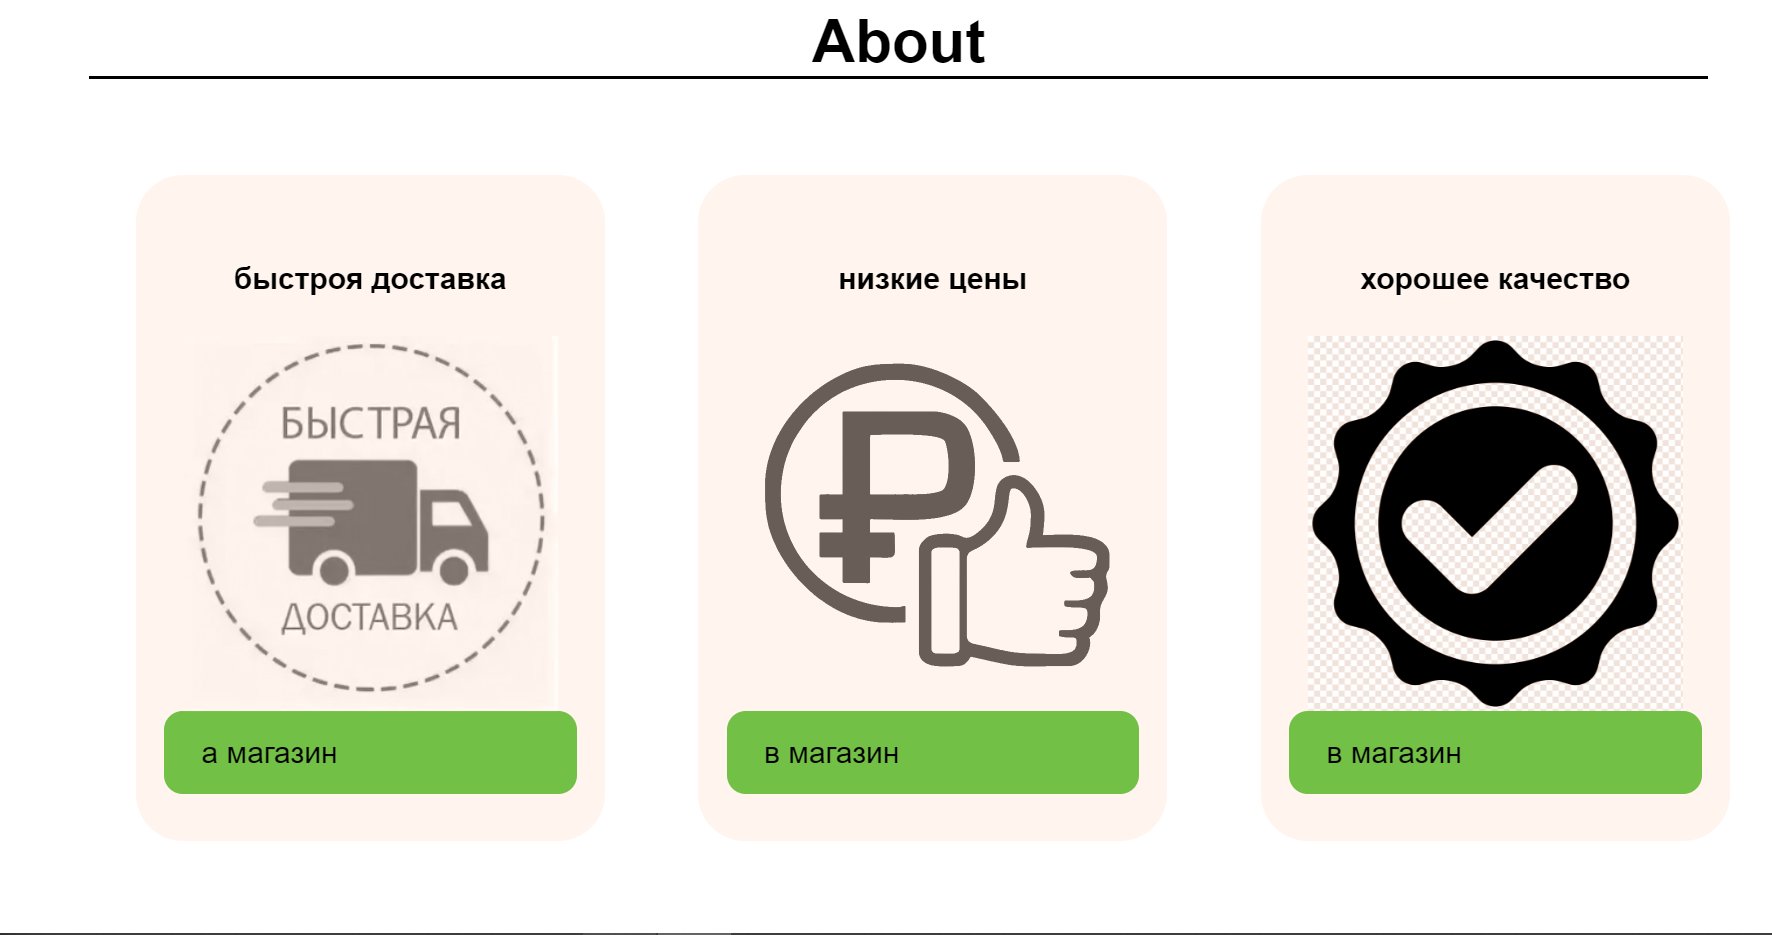 About
быстроя доставка
БЫСТРАЯ
ДОСТАВКА
а магазин
низкие цены
в магазин
хорошее качество
в магазин